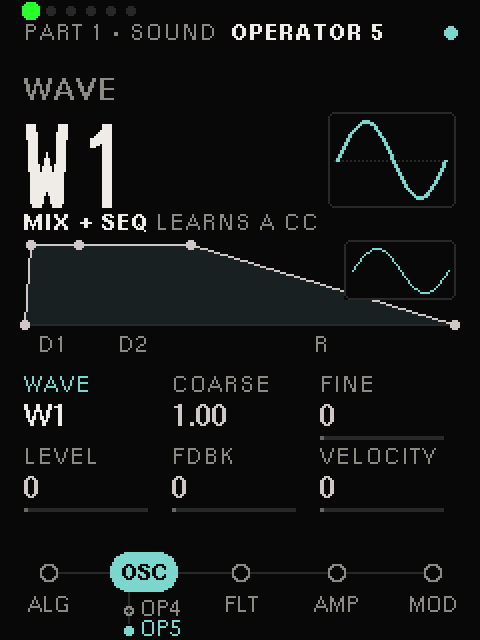 PART 1 · SOUND OPERATOR 5
WAVE
W1
MIX + SEQ LEARNS A CC
D1 D2 R
WAVE COARSE FINE
W1 1.00 0
LEVEL FDBK VELOCITY
0 0 0
OSC
ALG FLT AMP MOD
OP4
OP5